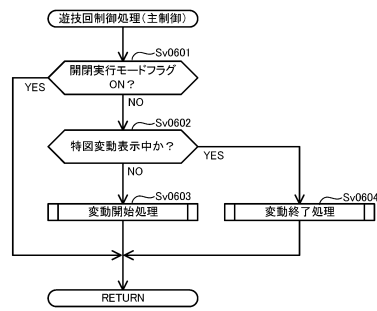 遊技回制御処理(主制御)
Sv0601
開閉実行モードフラグ
ON?
YES
NO
Sv0602
特図変動表示中か?
YES
NO
Sv0603
変動開始処理
Sv0604
変動終了処理
RETURN